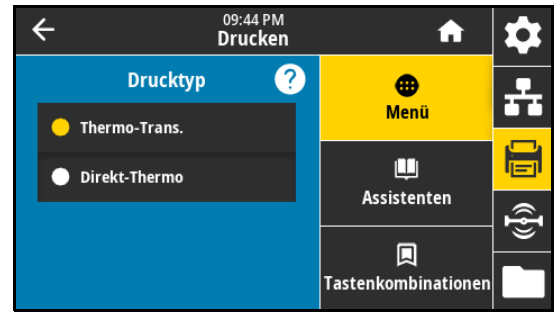 09:44 PM
Drucken
Drucktyp
?
Thermo-Trans.
Direkt-Thermo
Menü
Assistenten
Tastenkombinationen